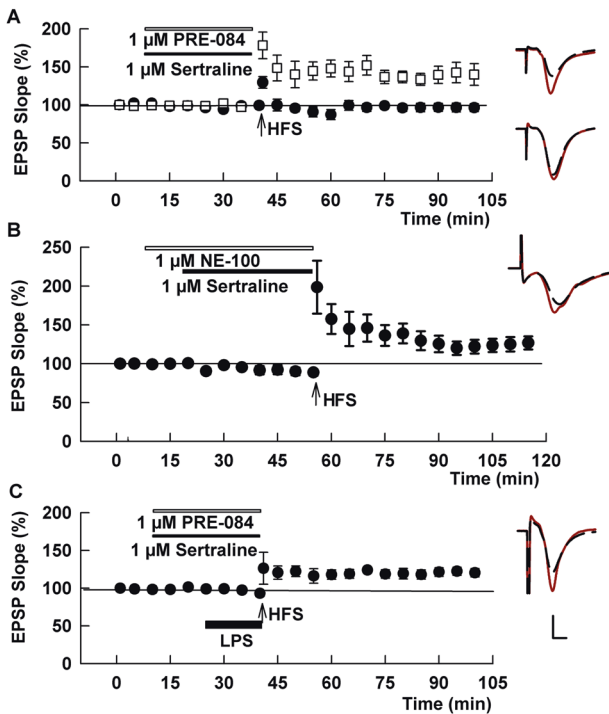 A
EPSP Slope (%)
200
150
100
50
0
1 µM PRE-084
1 µM Sertraline
HFS
0 15 30 45 60 75 90 105
Time (min)
B
EPSP Slope (%)
250
200
150
100
50
0
1 µM NE-100
1 µM Sertraline
HFS
0 15 30 45 60 75 90 105 120
Time (min)
C
EPSP Slope (%)
200
150
100
50
0
1 µM PRE-084
1 µM Sertraline
HFS
LPS
0 15 30 45 60 75 90 105
Time (min)